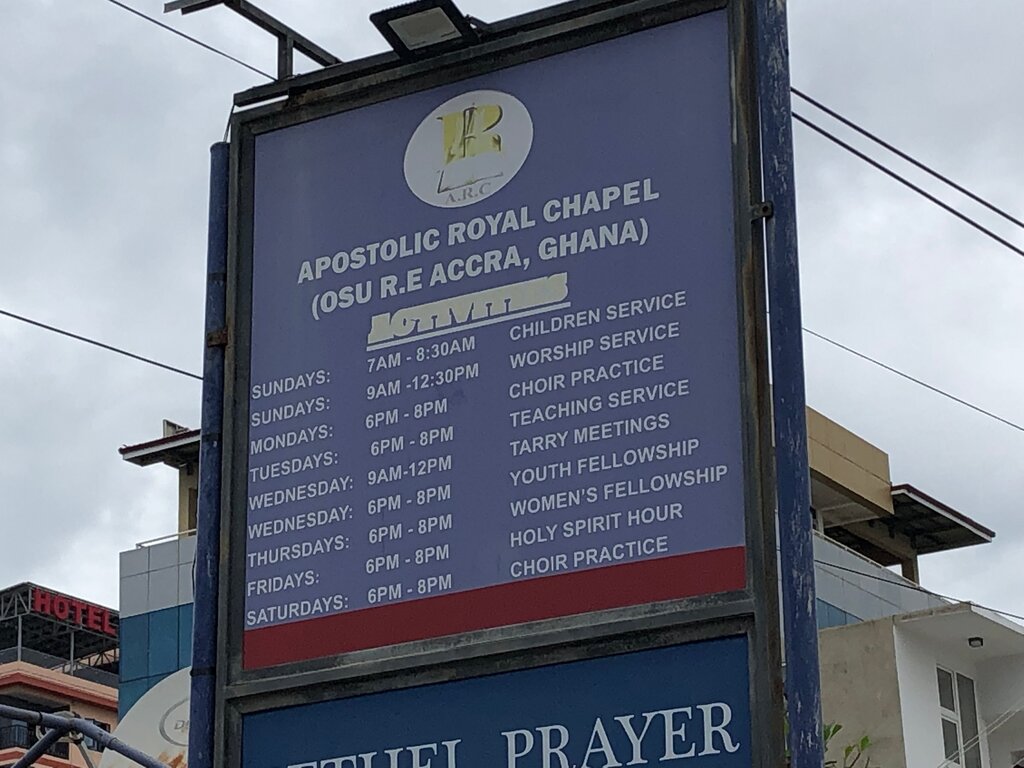 A.R.C
APOSTOLIC ROYAL CHAPEL
(OSU R.E ACCRA, GHANA)
ACTIVITIES
SUNDAYS: 7AM - 8:30AM CHILDREN SERVICE
SUNDAYS: 9AM -12:30PM WORSHIP SERVICE
MONDAYS: 6PM - 8PM CHOIR PRACTICE
TUESDAYS: 6PM - 8PM TEACHING SERVICE
WEDNESDAY: 9AM-12PM TARRY MEETINGS
WEDNESDAY: 6PM - 8PM YOUTH FELLOWSHIP
THURSDAYS: 6PM - 8PM WOMEN'S FELLOWSHIP
FRIDAYS: 6PM - 8PM HOLY SPIRIT HOUR
SATURDAYS: 6PM - 8PM CHOIR PRACTICE
HOTEL
PRAYER